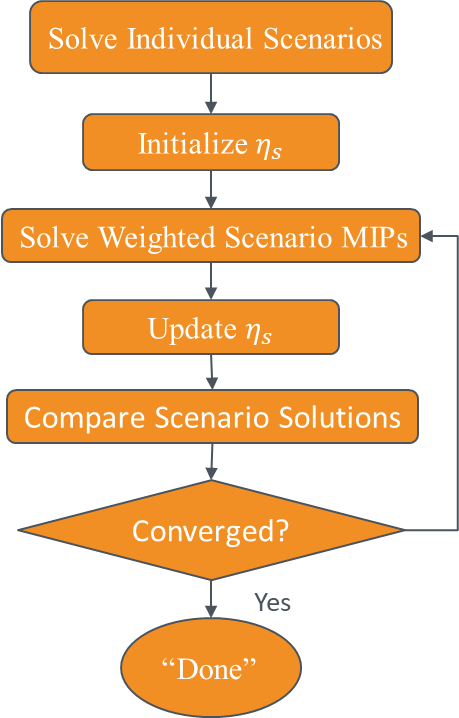 Solve Individual Scenarios
Initialize ηₛ
Solve Weighted Scenario MIPs
Update ηₛ
Compare Scenario Solutions
Converged?
Yes
“Done”